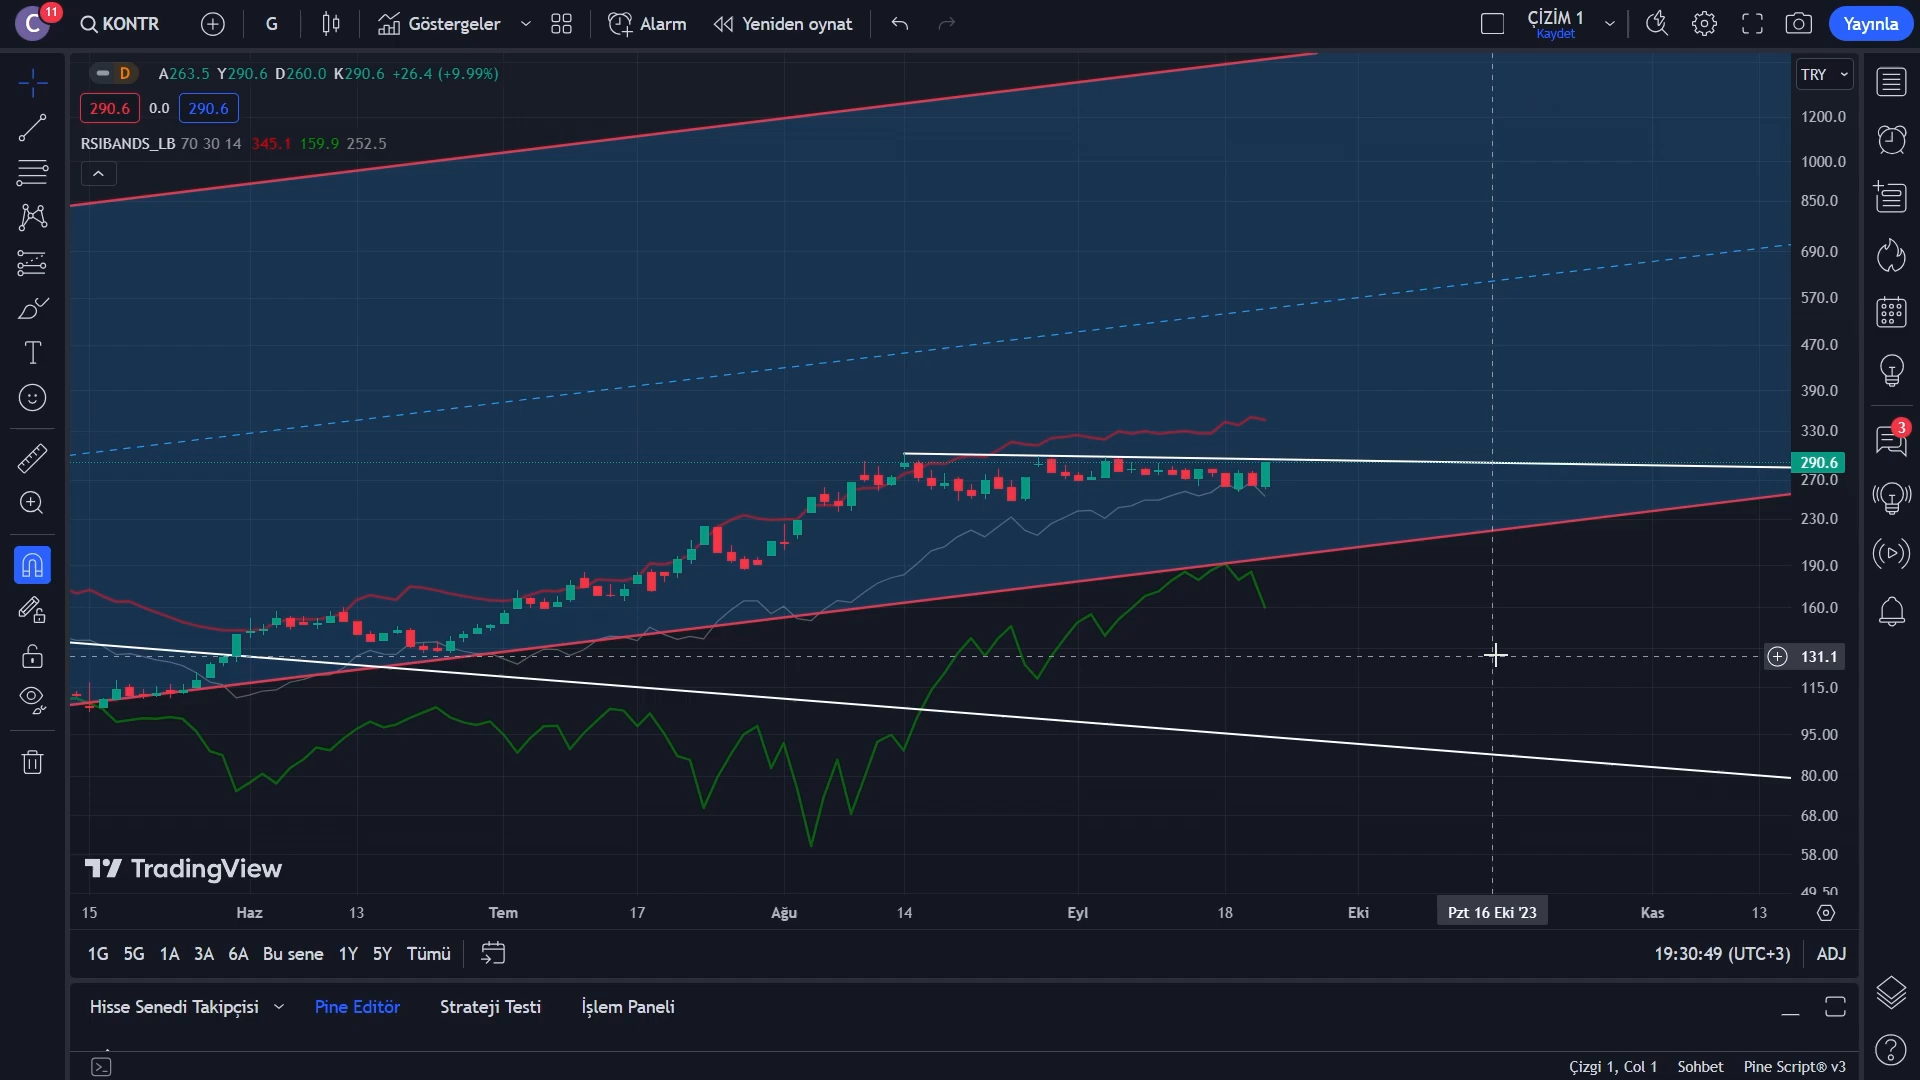 C
11
KONTR
G
Göstergeler
Alarm
Yeniden oynat
ÇİZİM 1
Kaydet
Yayınla
D A263.5 Y290.6 D260.0 K290.6 +26.4 (+9.99%)
290.6 0.0 290.6
RSIBANDS_LB 70 30 14 345.1 159.9 252.5
TRY
1200.0
1000.0
850.0
690.0
570.0
470.0
390.0
330.0
290.6
270.0
230.0
190.0
160.0
131.1
115.0
95.00
80.00
68.00
58.00
49.50
3
TradingView
15 Haz 13 Tem 17 Ağu 14 Eyl 18 Eki Pzt 16 Eki '23 Kas 13
1G 5G 1A 3A 6A Bu sene 1Y 5Y Tümü
19:30:49 (UTC+3) ADJ
Hisse Senedi Takipçisi Pine Editör Strateji Testi İşlem Paneli
Çizgi 1, Col 1 Sohbet Pine Script® v3